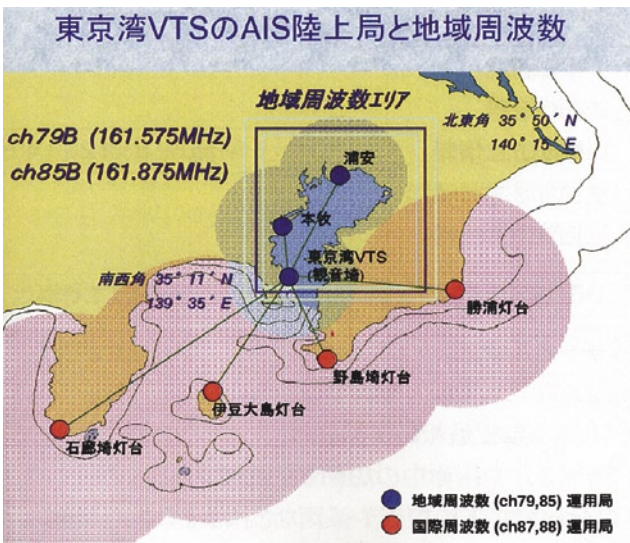 東京湾VTSのAIS陸上局と地域周波数
地域周波数エリア
北東角 35° 50′ N
140° 15′ E
ch79B (161.575MHz)
ch85B (161.875MHz)
浦安
本牧
東京湾VTS
(観音埼)
南西角 35° 11′ N
139° 35′ E
勝浦灯台
野島埼灯台
伊豆大島灯台
石廊埼灯台
地域周波数 (ch79,85) 運用局
国際周波数 (ch87,88) 運用局